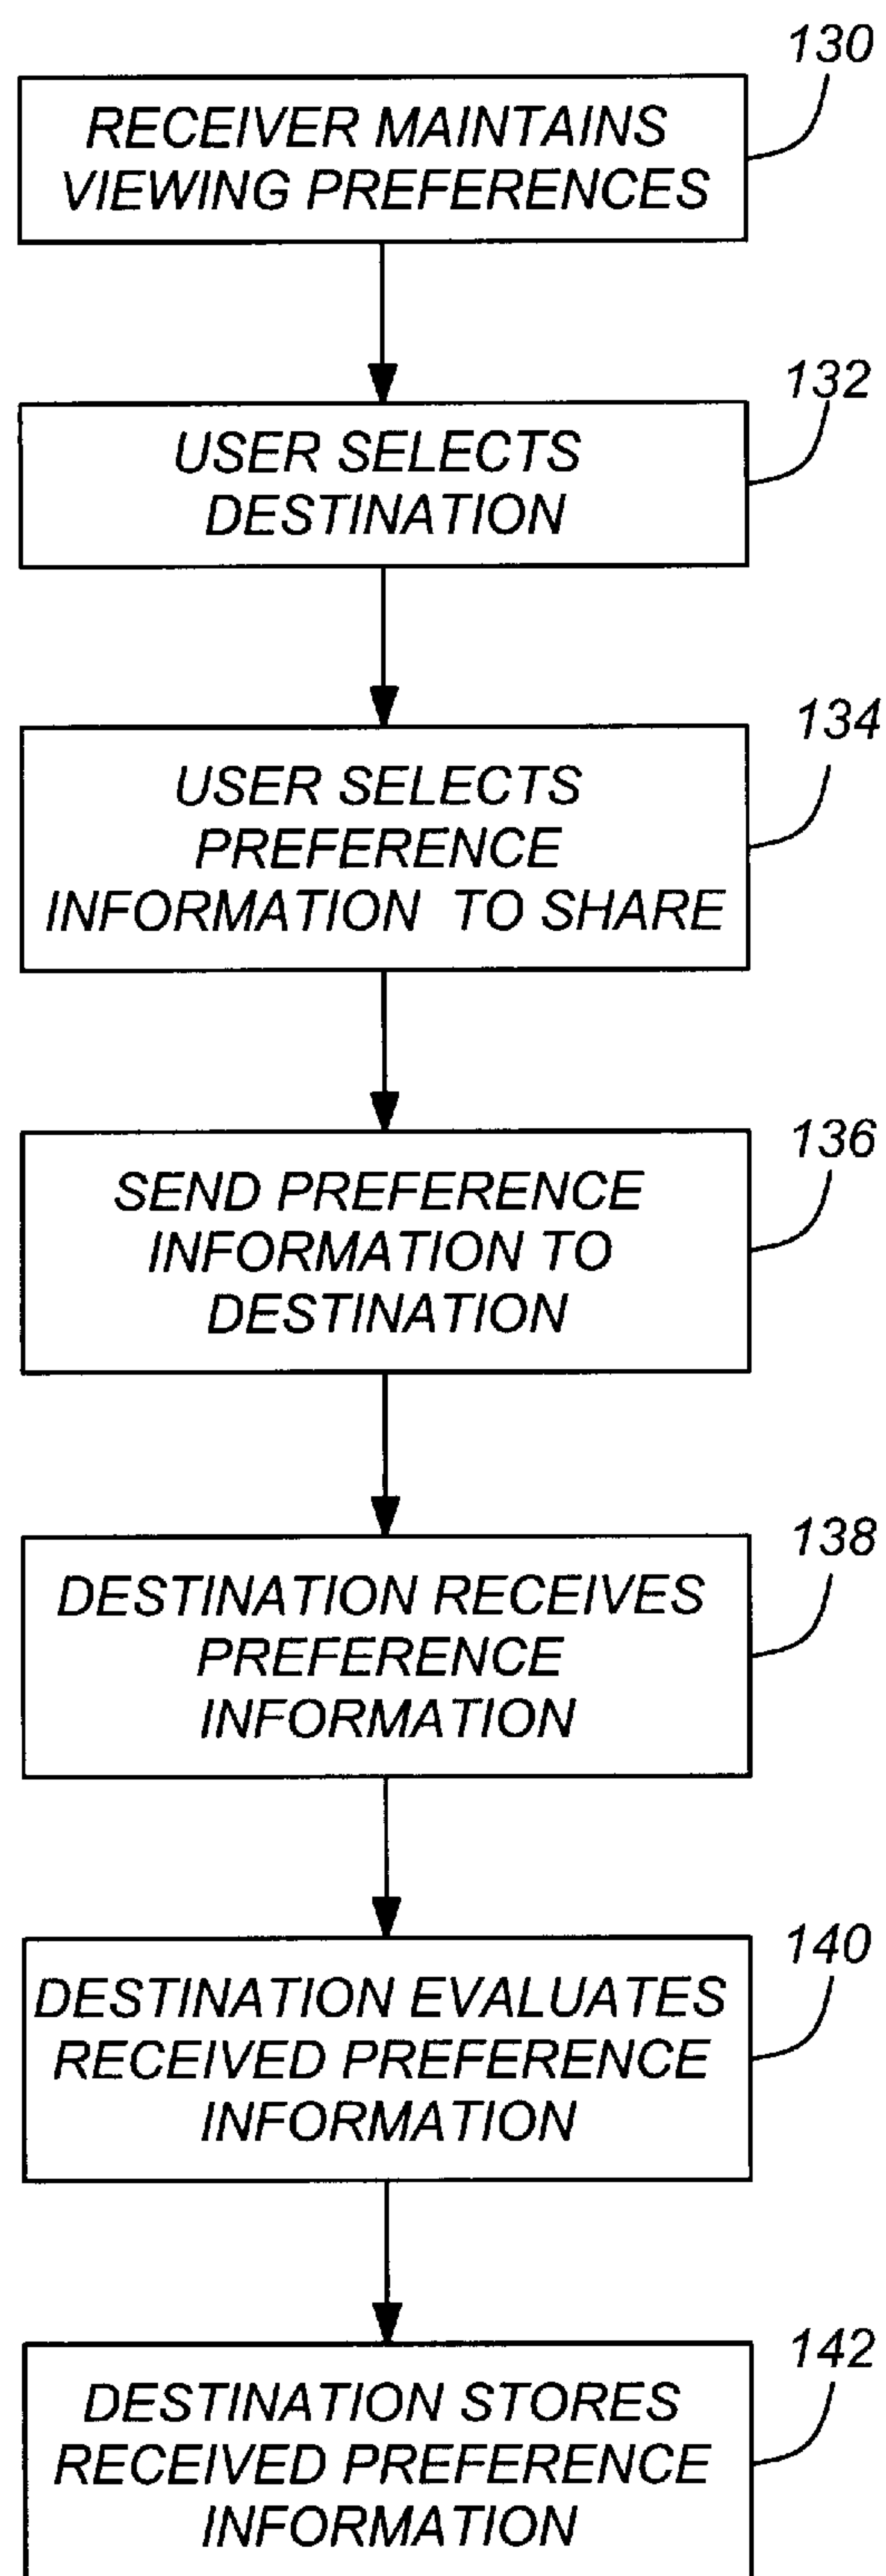 130
RECEIVER MAINTAINS
VIEWING PREFERENCES
132
USER SELECTS
DESTINATION
134
USER SELECTS
PREFERENCE
INFORMATION TO SHARE
136
SEND PREFERENCE
INFORMATION TO
DESTINATION
138
DESTINATION RECEIVES
PREFERENCE
INFORMATION
140
DESTINATION EVALUATES
RECEIVED PREFERENCE
INFORMATION
142
DESTINATION STORES
RECEIVED PREFERENCE
INFORMATION